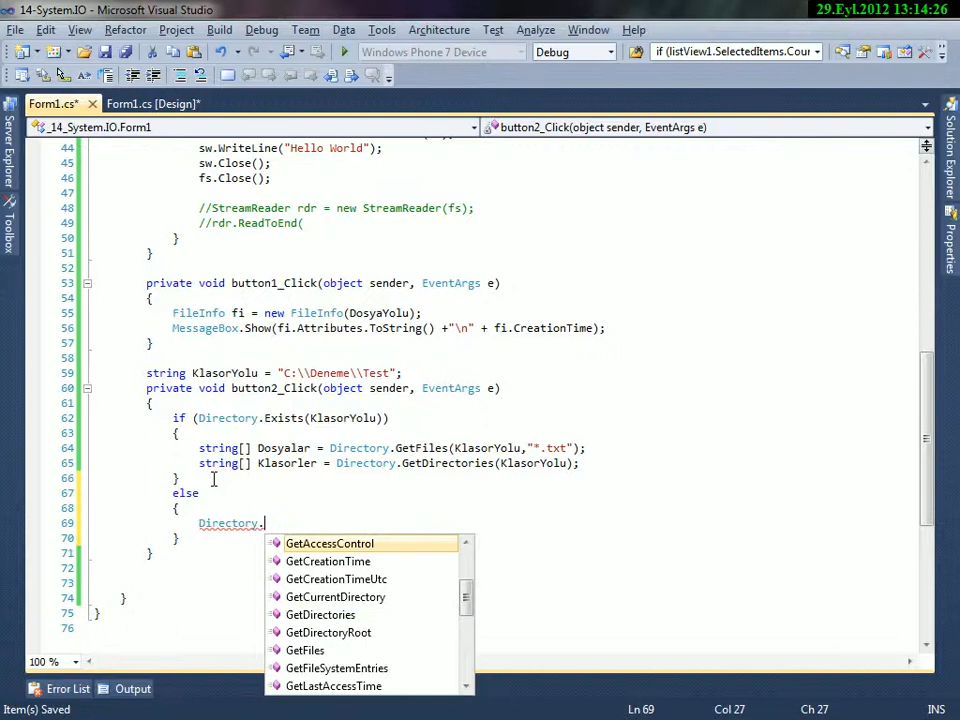 14-System.IO - Microsoft Visual Studio
29.Eyl.2012 13:14:26
File Edit View Refactor Project Build Debug Team Data Tools Architecture Test Analyze Window Help
Windows Phone 7 Device Debug if (listView1.SelectedItems.Cour
Form1.cs* Form1.cs [Design]*
_14_System.IO.Form1 button2_Click(object sender, EventArgs e)
Server Explorer
Toolbox
Solution Explorer
Properties
44 sw.WriteLine("Hello World");
45 sw.Close();
46 fs.Close();
47
48 //StreamReader rdr = new StreamReader(fs);
49 //rdr.ReadToEnd(
50 }
51 }
52
53 private void button1_Click(object sender, EventArgs e)
54 {
55 FileInfo fi = new FileInfo(DosyaYolu);
56 MessageBox.Show(fi.Attributes.ToString() +"\n" + fi.CreationTime);
57 }
58
59 string KlasorYolu = "C:\\Deneme\\Test";
60 private void button2_Click(object sender, EventArgs e)
61 {
62 if (Directory.Exists(KlasorYolu))
63 {
64 string[] Dosyalar = Directory.GetFiles(KlasorYolu,"*.txt");
65 string[] Klasorler = Directory.GetDirectories(KlasorYolu);
66 }
67 else
68 {
69 Directory.
70 }
71 }
72
73
74 }
75 }
76
GetAccessControl
GetCreationTime
GetCreationTimeUtc
GetCurrentDirectory
GetDirectories
GetDirectoryRoot
GetFiles
GetFileSystemEntries
GetLastAccessTime
100 %
Error List Output
Item(s) Saved Ln 69 Col 27 Ch 27 INS